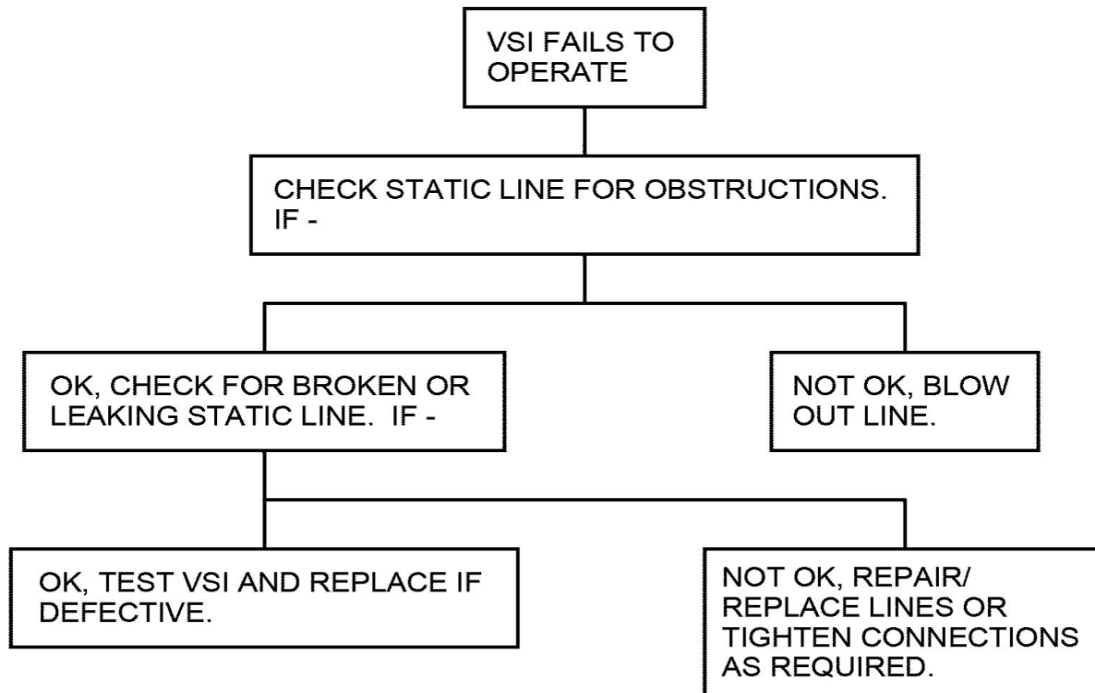 VSI FAILS TO
OPERATE
CHECK STATIC LINE FOR OBSTRUCTIONS.
IF -
OK, CHECK FOR BROKEN OR
LEAKING STATIC LINE.  IF -
NOT OK, BLOW
OUT LINE.
OK, TEST VSI AND REPLACE IF
DEFECTIVE.
NOT OK, REPAIR/
REPLACE LINES OR
TIGHTEN CONNECTIONS
AS REQUIRED.